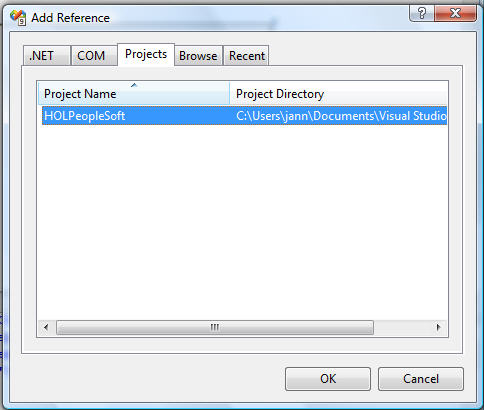 Add Reference
.NET COM Projects Browse Recent
Project Name Project Directory
HOLPeopleSoft C:\Users\jann\Documents\Visual Studio
OK Cancel